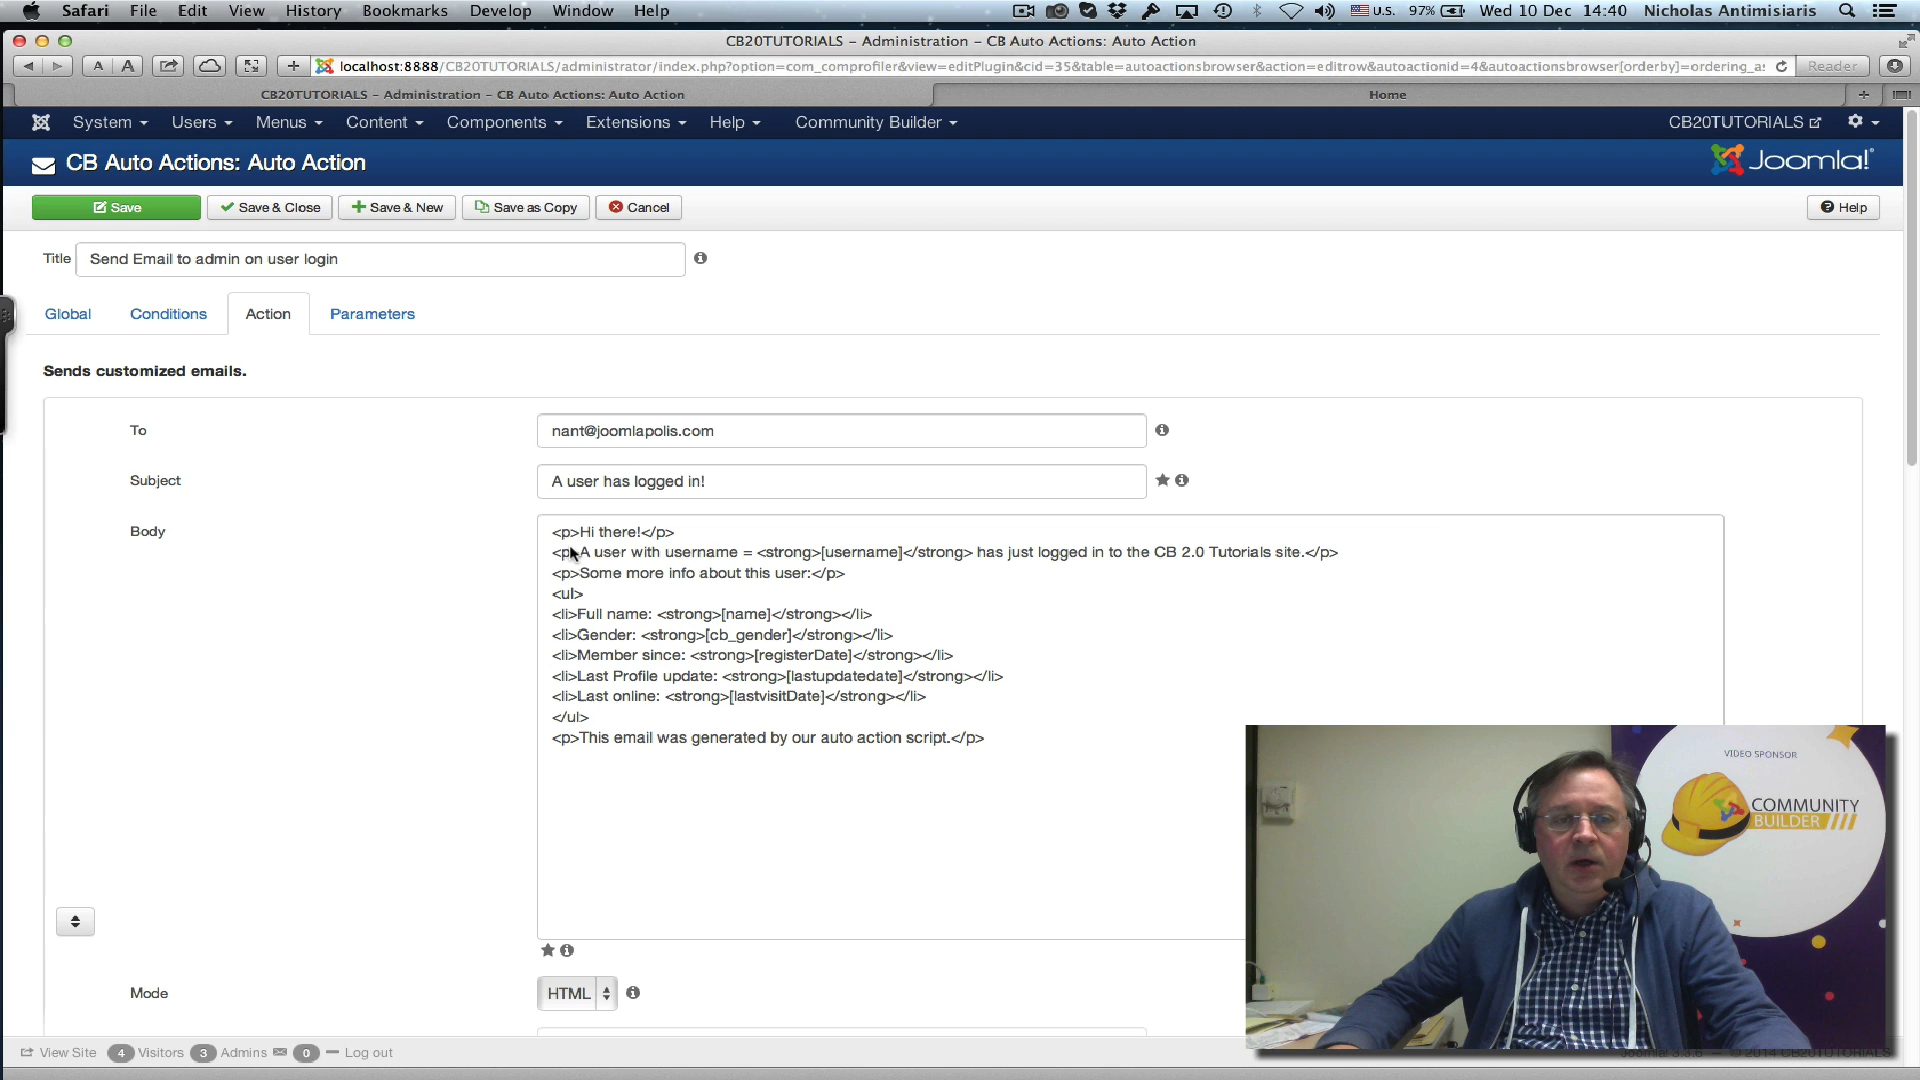 Safari File Edit View History Bookmarks Develop Window Help U.S. 97% Wed 10 Dec 14:40 Nicholas Antimisiaris
CB20TUTORIALS - Administration - CB Auto Actions: Auto Action
A A localhost:8888/CB20TUTORIALS/administrator/index.php?option=com_comprofiler&view=editPlugin&cid=35&table=autoactionsbrowser&action=editrow&autoactionid=4&autoactionsbrowser[orderby]=ordering_as Reader
CB20TUTORIALS - Administration - CB Auto Actions: Auto Action Home
System Users Menus Content Components Extensions Help Community Builder CB20TUTORIALS
CB Auto Actions: Auto Action Joomla!
Save Save & Close Save & New Save as Copy Cancel Help
Title Send Email to admin on user login
Global Conditions Action Parameters
Sends customized emails.
To nant@joomlapolis.com
Subject A user has logged in!
Body <p>Hi there!</p>
<p>A user with username = <strong>[username]</strong> has just logged in to the CB 2.0 Tutorials site.</p>
<p>Some more info about this user:</p>
<ul>
<li>Full name: <strong>[name]</strong></li>
<li>Gender: <strong>[cb_gender]</strong></li>
<li>Member since: <strong>[registerDate]</strong></li>
<li>Last Profile update: <strong>[lastupdatedate]</strong></li>
<li>Last online: <strong>[lastvisitDate]</strong></li>
</ul>
<p>This email was generated by our auto action script.</p>
VIDEO SPONSOR
COMMUNITY
BUILDER
Mode HTML
View Site 4 Visitors 3 Admins 0 Log out Joomla! 3.3.6 — © 2014 CB20TUTORIALS